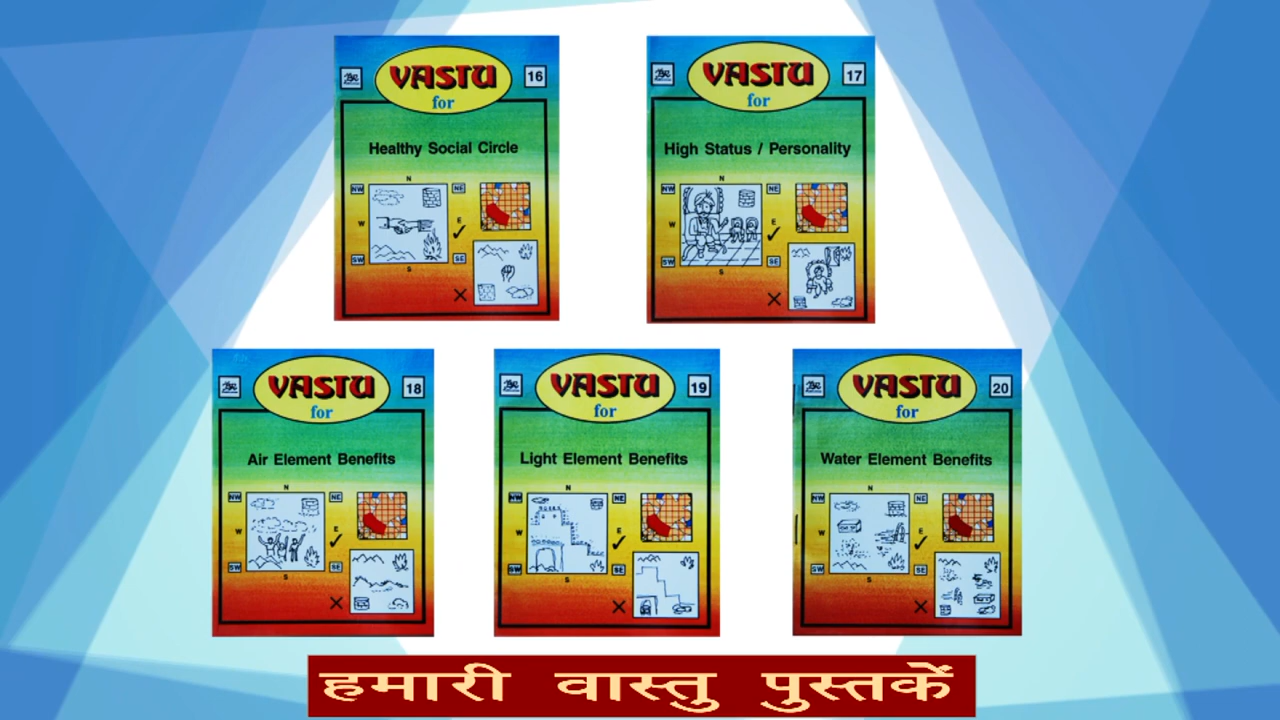 VASTU
16
for
Healthy Social Circle
N
NW
NE
W
E
SW
SE
S
VASTU
17
for
High Status / Personality
N
NW
NE
W
E
SW
SE
S
VASTU
18
for
Air Element Benefits
N
NW
NE
W
E
SW
SE
S
VASTU
19
for
Light Element Benefits
N
NW
NE
W
E
SW
SE
S
VASTU
20
for
Water Element Benefits
N
NW
NE
W
E
SW
SE
S
हमारी वास्तु पुस्तकें